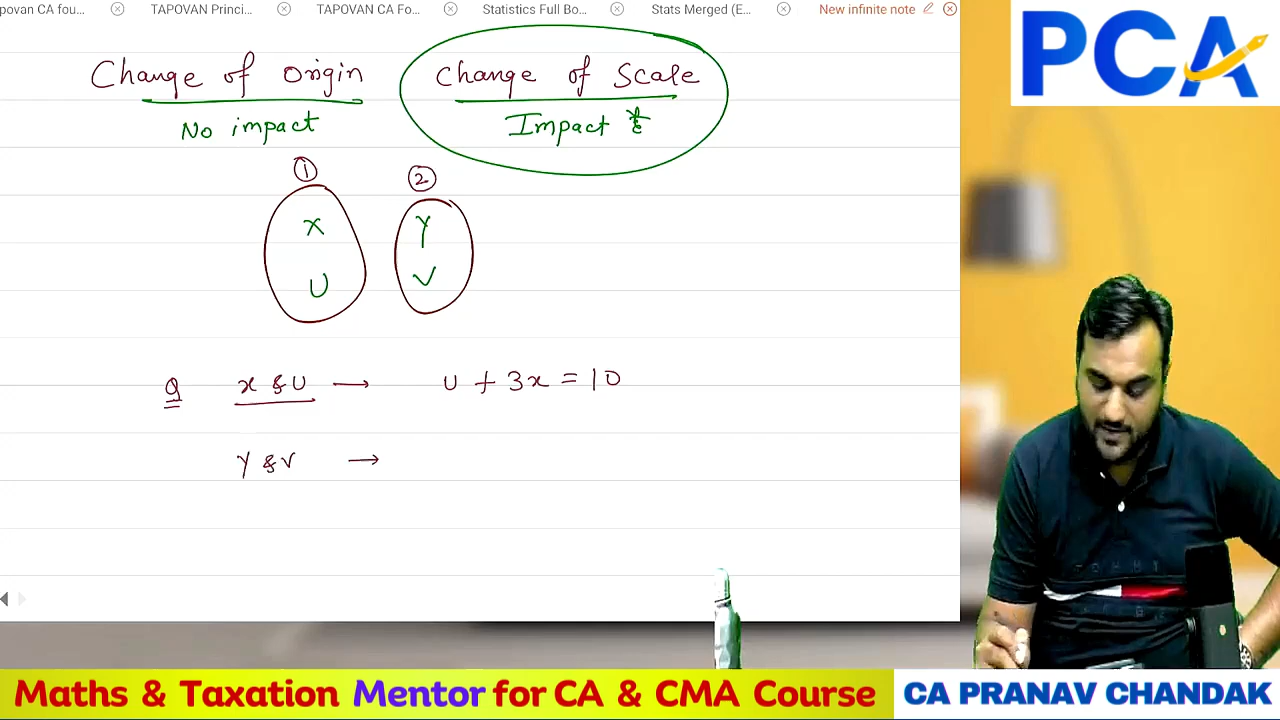 povan CA fou...
TAPOVAN Princi...
TAPOVAN CA Fo...
Statistics Full Bo...
Stats Merged (E...
New infinite note
PCA
Change of Origin
Change of Scale
No impact
Impact
① ②
X Y
U V
Q x & U → U + 3x = 10
Y & V →
Maths & Taxation Mentor for CA & CMA Course
CA PRANAV CHANDAK